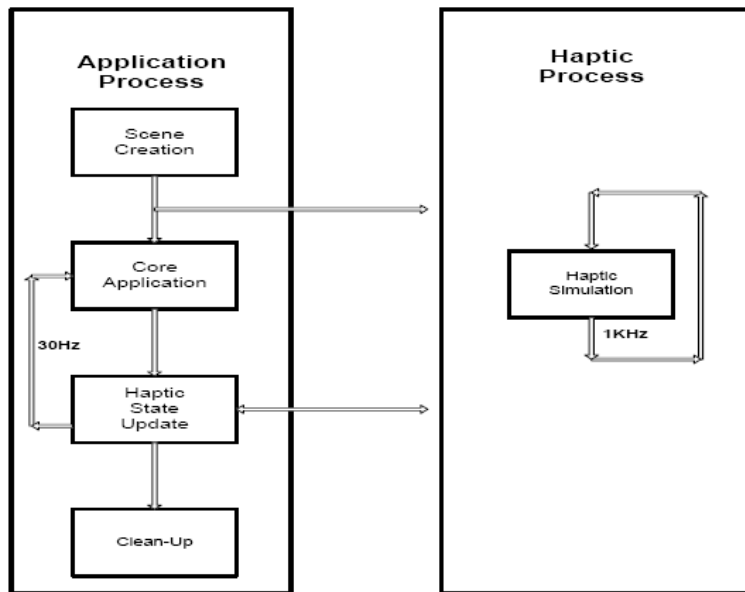 Application
Process
Scene
Creation
Core
Application
30Hz
Haptic
State
Update
Clean-Up
Haptic
Process
Haptic
Simulation
1KHz